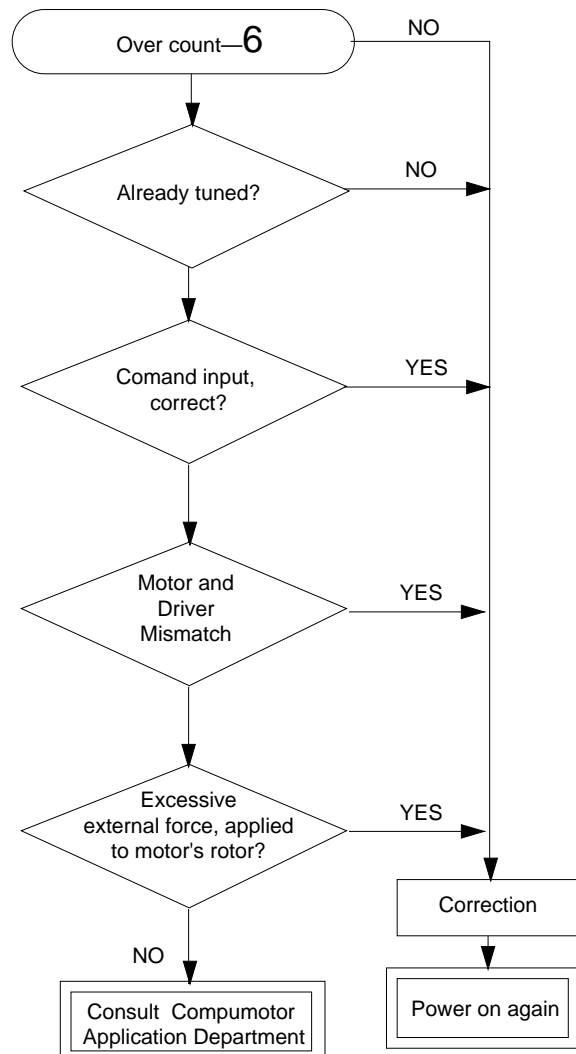 Over count—6
NO
Already tuned?
NO
Comand input,
correct?
YES
Motor and
Driver
Mismatch
YES
Excessive
external force, applied
to motor's rotor?
YES
NO
Correction
Consult Compumotor
Application Department
Power on again